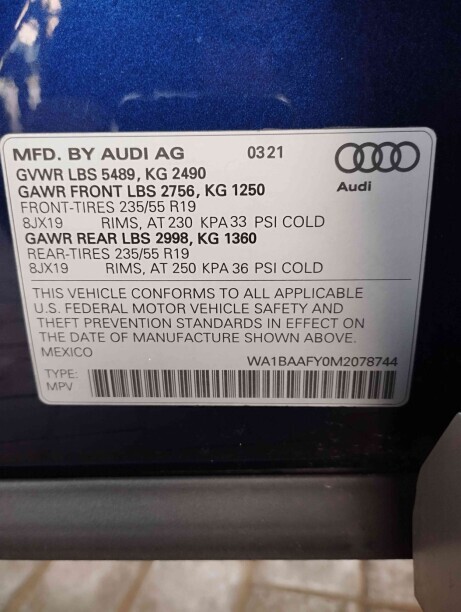 MFD. BY AUDI AG 0321
GVWR LBS 5489, KG 2490
GAWR FRONT LBS 2756, KG 1250
Audi
FRONT-TIRES 235/55 R19
8JX19 RIMS, AT 230 KPA 33 PSI COLD
GAWR REAR LBS 2998, KG 1360
REAR-TIRES 235/55 R19
8JX19 RIMS, AT 250 KPA 36 PSI COLD
THIS VEHICLE CONFORMS TO ALL APPLICABLE
U.S. FEDERAL MOTOR VEHICLE SAFETY AND
THEFT PREVENTION STANDARDS IN EFFECT ON
THE DATE OF MANUFACTURE SHOWN ABOVE.
MEXICO WA1BAAFY0M2078744
TYPE:
MPV